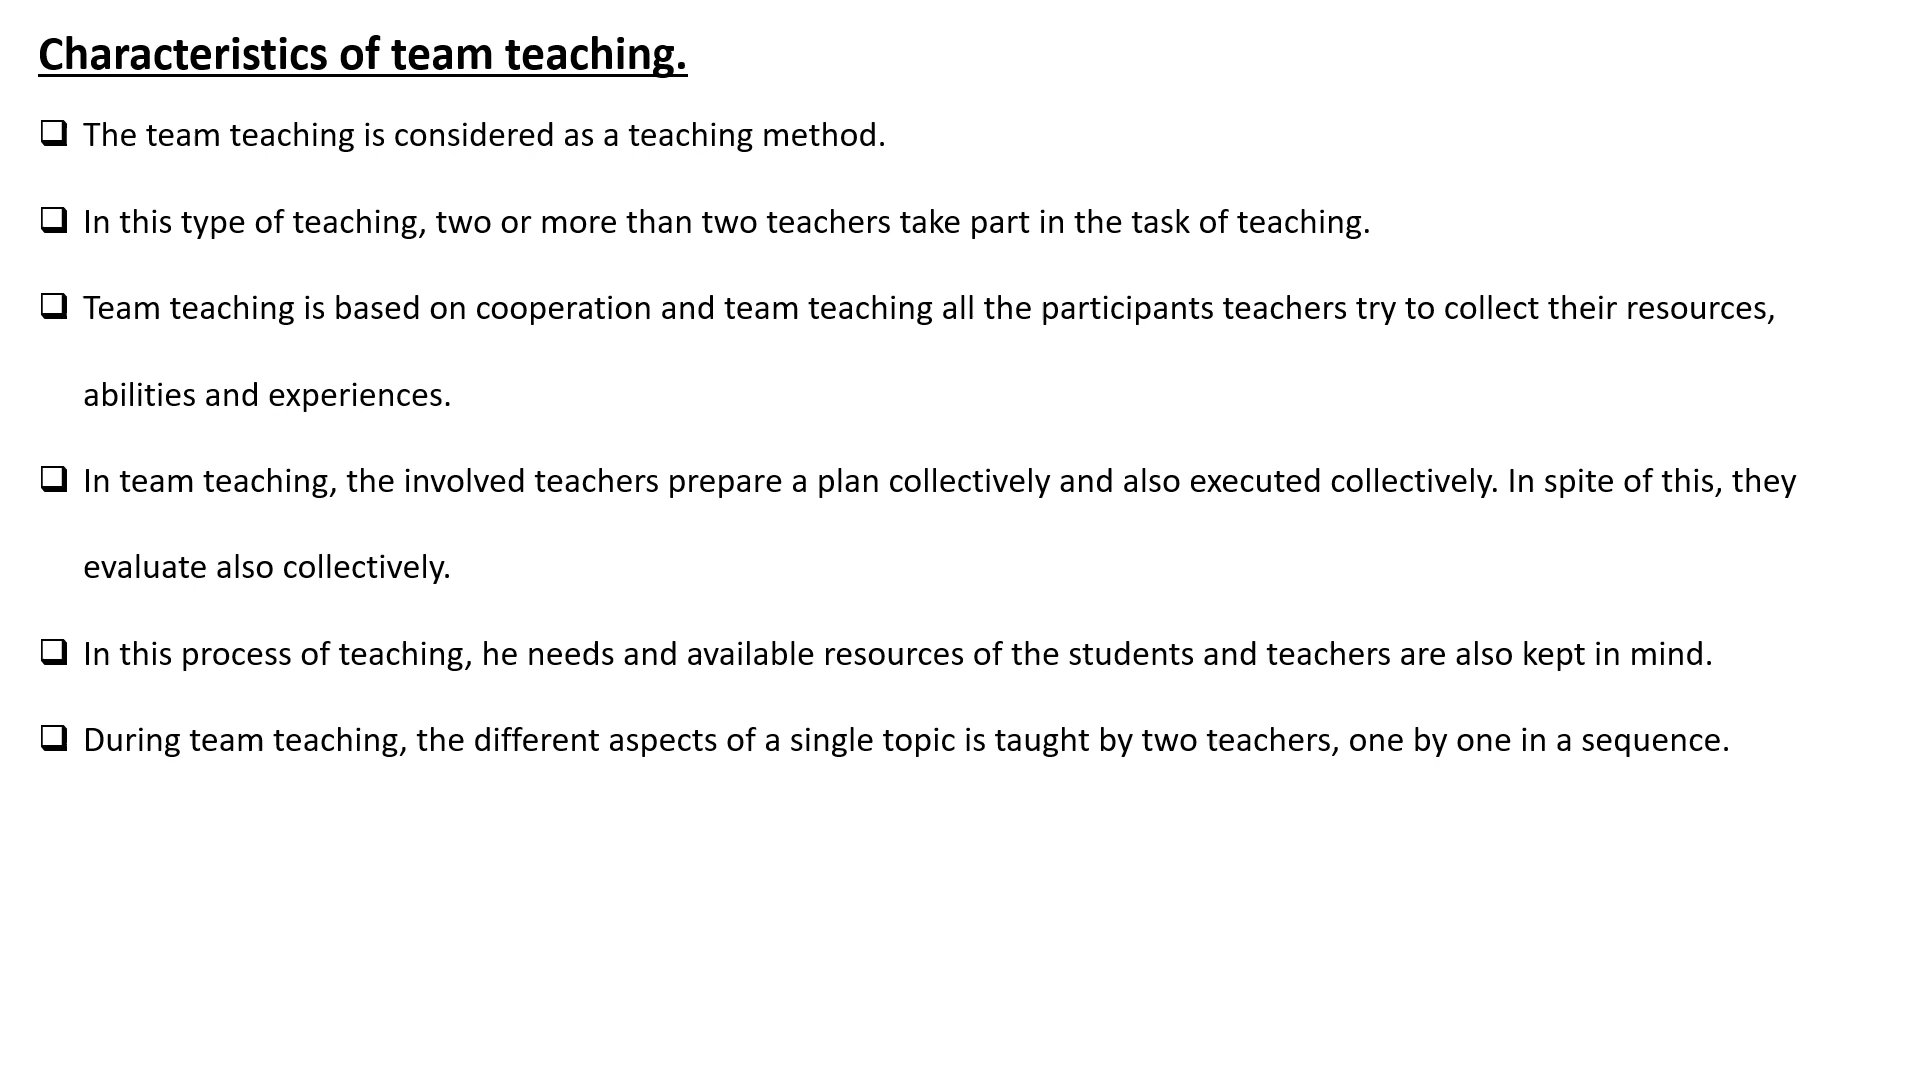 Characteristics of team teaching.
❑ The team teaching is considered as a teaching method.
❑ In this type of teaching, two or more than two teachers take part in the task of teaching.
❑ Team teaching is based on cooperation and team teaching all the participants teachers try to collect their resources,
abilities and experiences.
❑ In team teaching, the involved teachers prepare a plan collectively and also executed collectively. In spite of this, they
evaluate also collectively.
❑ In this process of teaching, he needs and available resources of the students and teachers are also kept in mind.
❑ During team teaching, the different aspects of a single topic is taught by two teachers, one by one in a sequence.